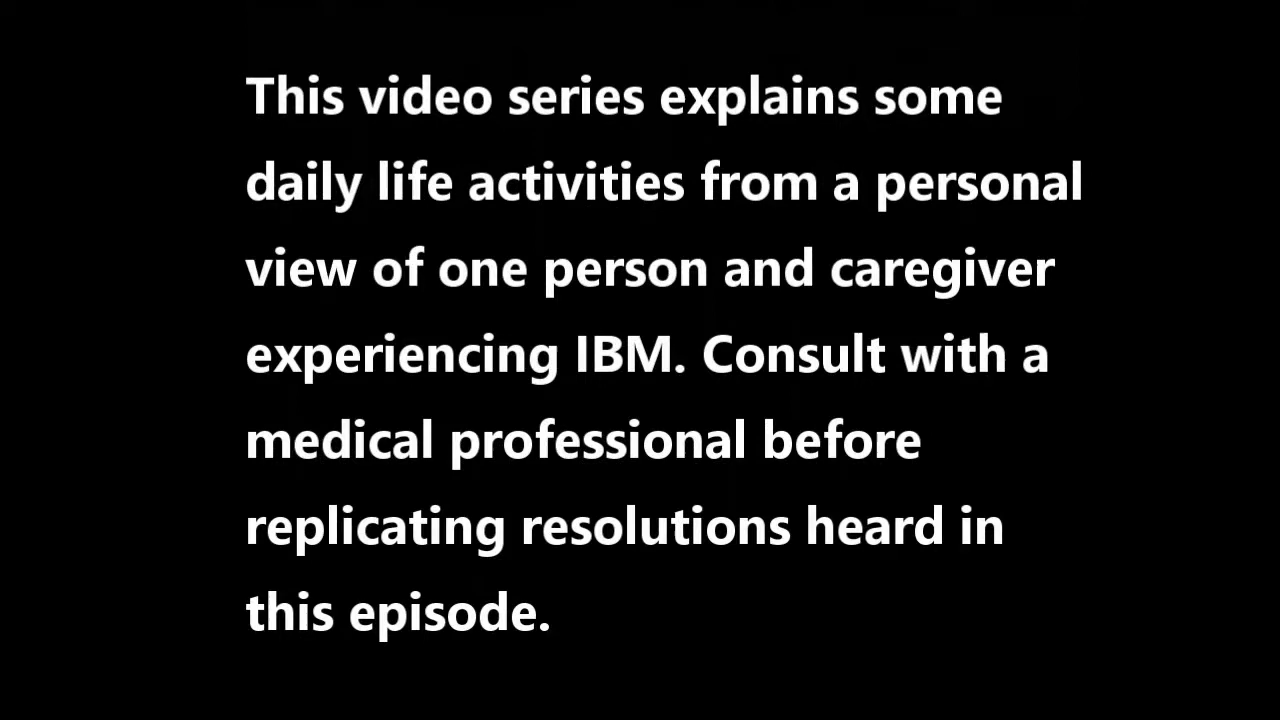 This video series explains some
daily life activities from a personal
view of one person and caregiver
experiencing IBM. Consult with a
medical professional before
replicating resolutions heard in
this episode.